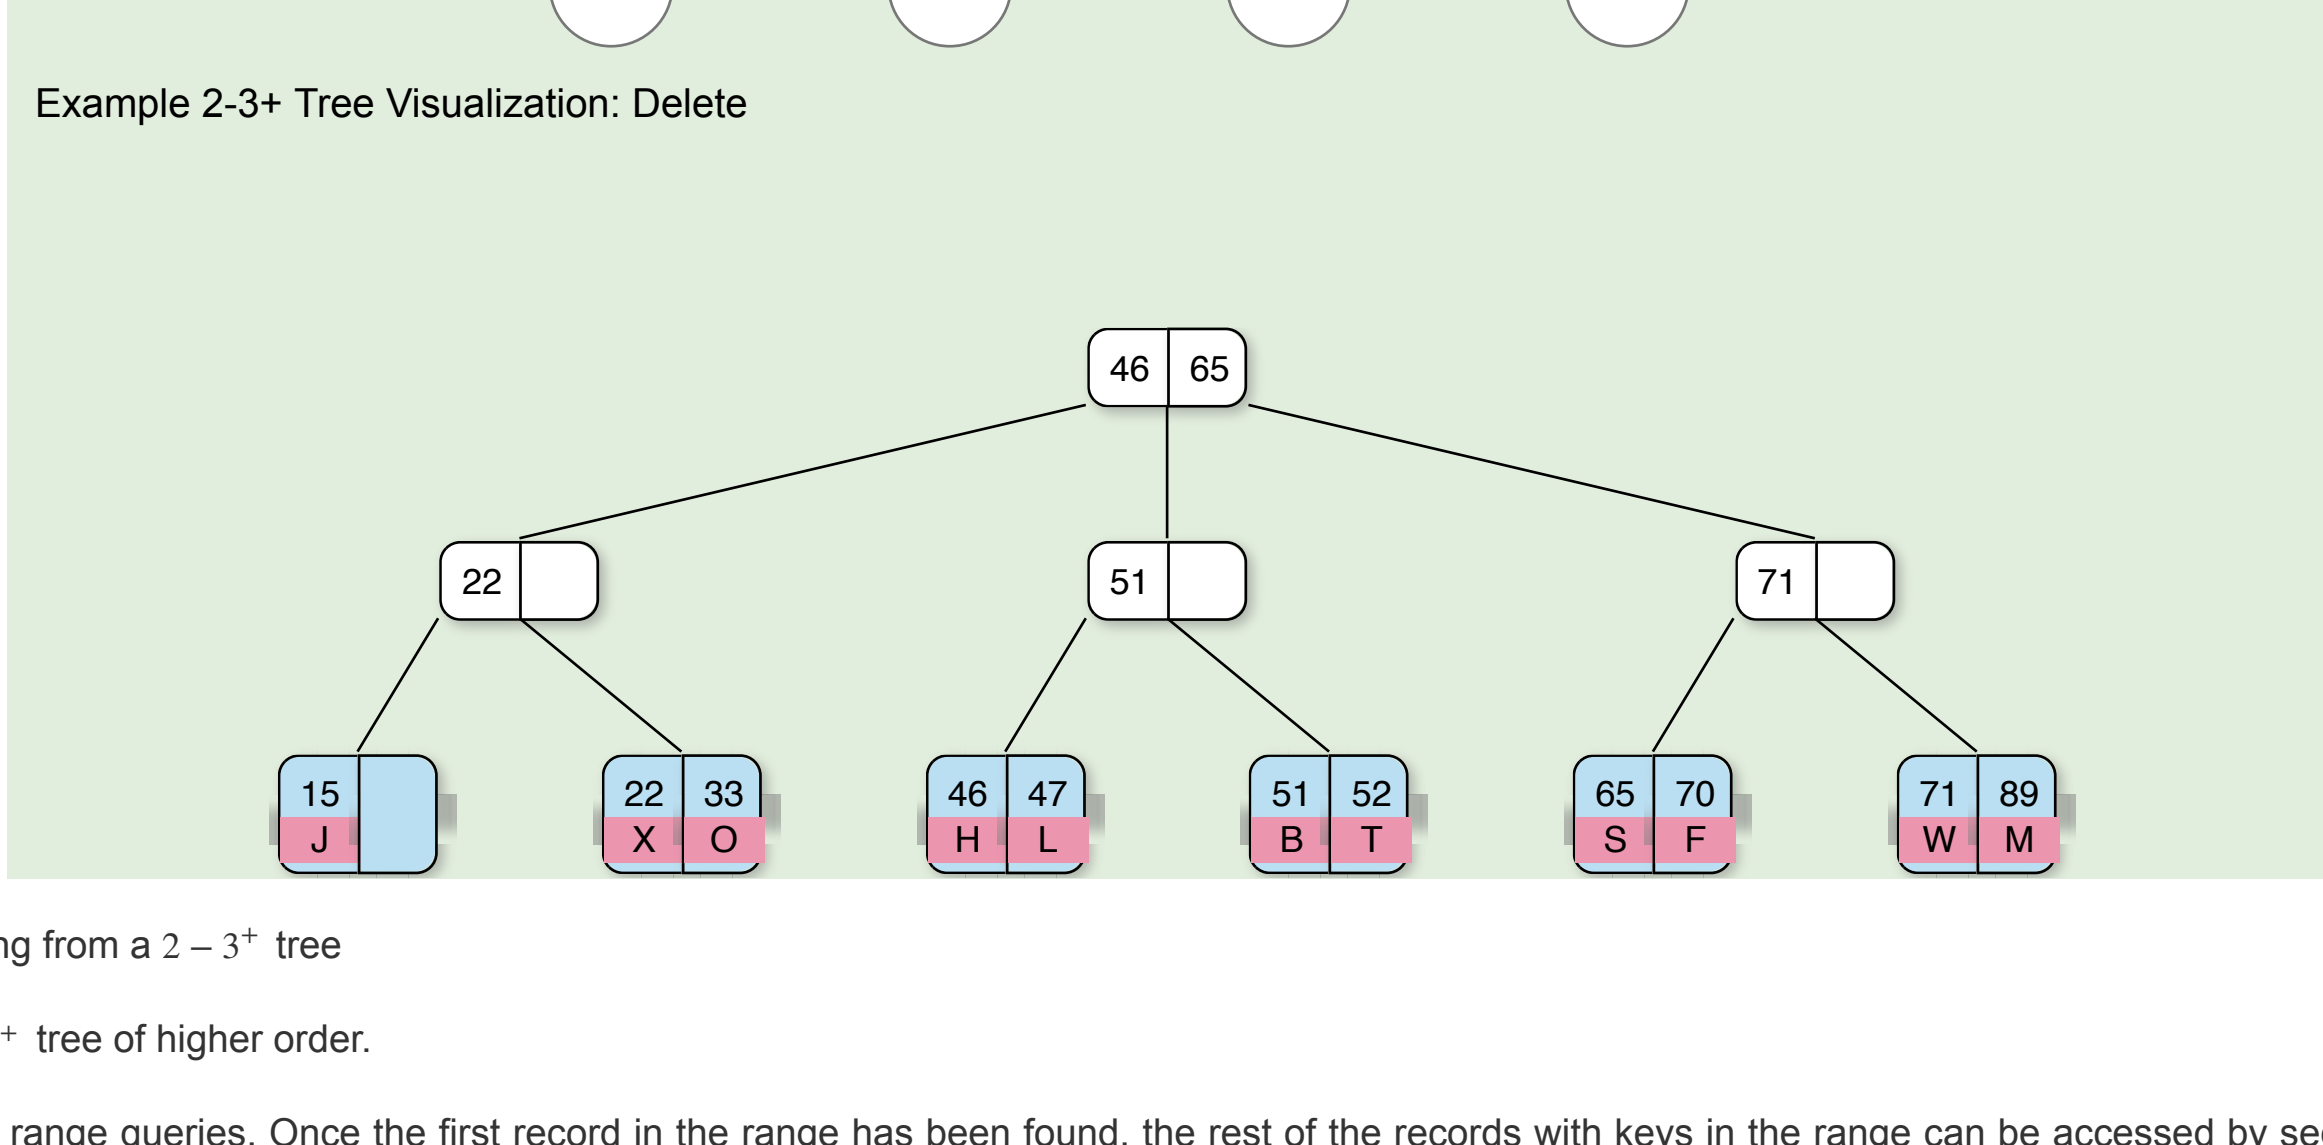 Example 2-3+ Tree Visualization: Delete
46 65
22 51 71
15 22 33 46 47 51 52 65 70 71 89
J X O H L B T S F W M
from a 2 – 3+ tree
+ tree of higher order.
range queries. Once the first record in the range has been found, the rest of the records with keys in the range can be accessed by